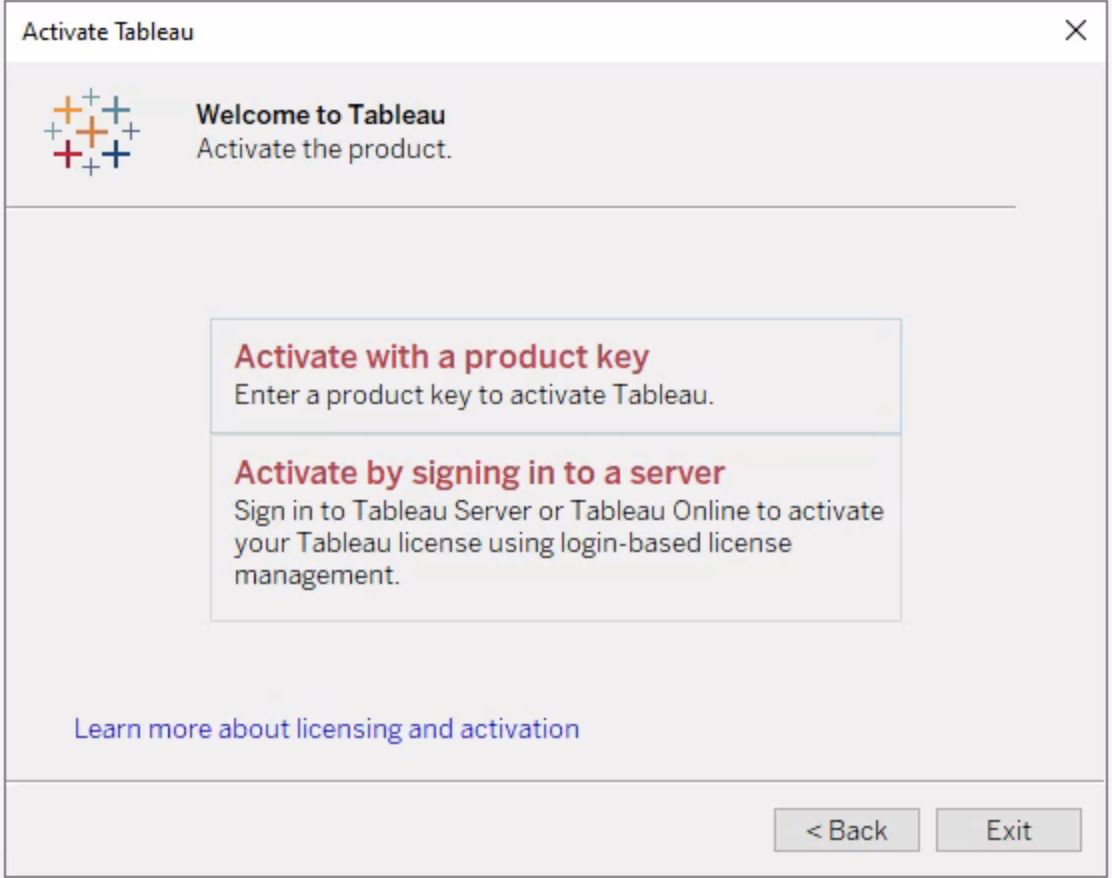 Activate Tableau
Welcome to Tableau
Activate the product.
Activate with a product key
Enter a product key to activate Tableau.
Activate by signing in to a server
Sign in to Tableau Server or Tableau Online to activate
your Tableau license using login-based license
management.
Learn more about licensing and activation
< Back
Exit